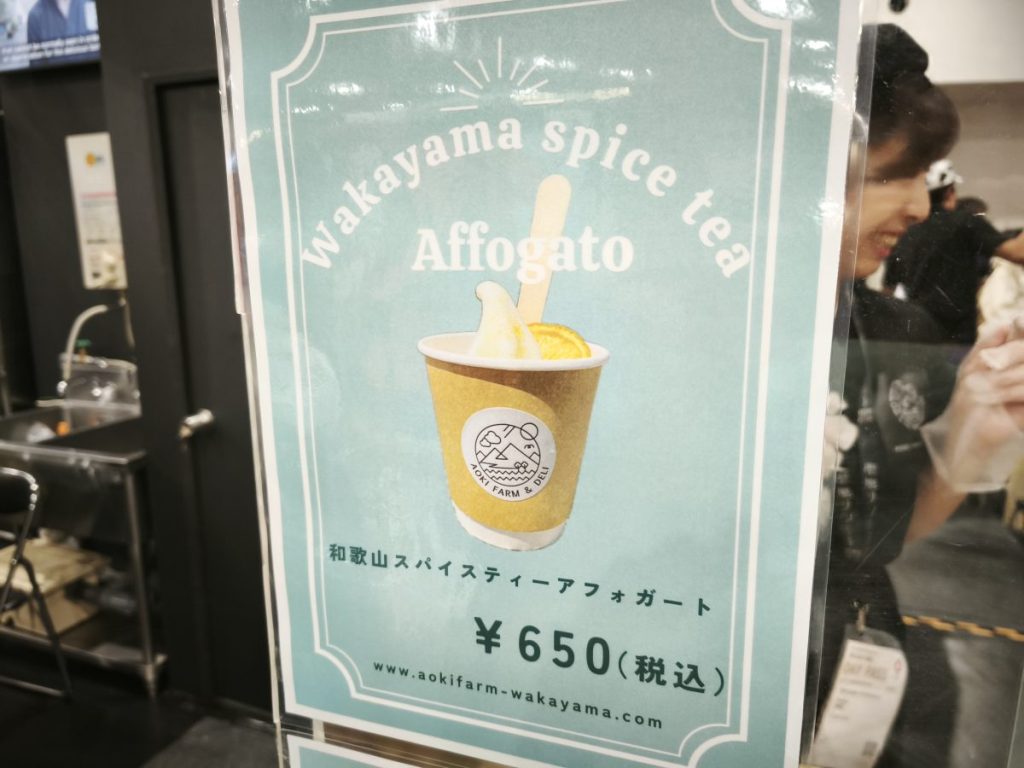 Wakayama spice tea
Affogato
AOKI FARM & DELI
和歌山スパイスティーアフォガート
￥650(税込)
www.aokifarm-wakayama.com